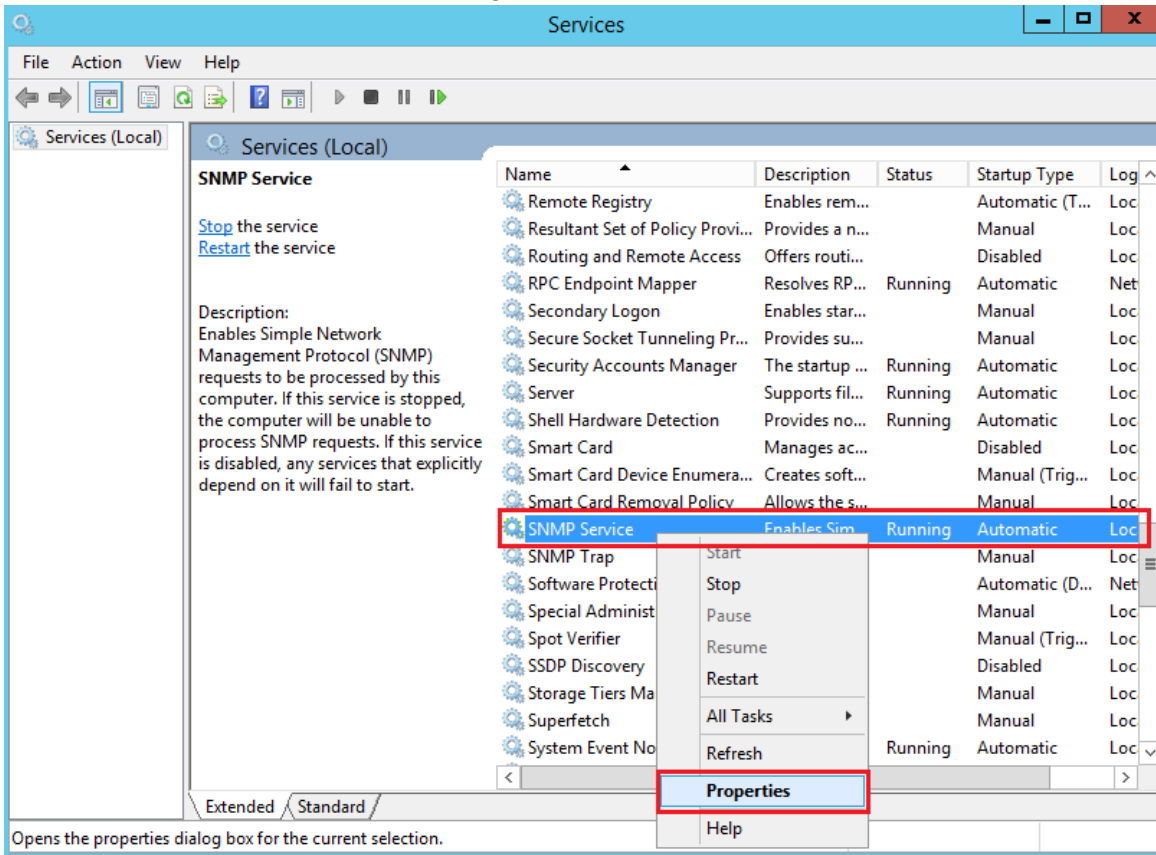 Services
File Action View Help
Services (Local)
Services (Local)
SNMP Service
Stop the service
Restart the service
Description:
Enables Simple Network
Management Protocol (SNMP)
requests to be processed by this
computer. If this service is stopped,
the computer will be unable to
process SNMP requests. If this service
is disabled, any services that explicitly
depend on it will fail to start.
Name Description Status Startup Type Log
Remote Registry Enables rem... Automatic (T... Loc
Resultant Set of Policy Provi... Provides a n... Manual Loc
Routing and Remote Access Offers routi... Disabled Loc
RPC Endpoint Mapper Resolves RP... Running Automatic Net
Secondary Logon Enables star... Manual Loc
Secure Socket Tunneling Pr... Provides su... Manual Loc
Security Accounts Manager The startup ... Running Automatic Loc
Server Supports fil... Running Automatic Loc
Shell Hardware Detection Provides no... Running Automatic Loc
Smart Card Manages ac... Disabled Loc
Smart Card Device Enumera... Creates soft... Manual (Trig... Loc
Smart Card Removal Policy Allows the s... Manual Loc
SNMP Service Enables Sim Running Automatic Loc
SNMP Trap Manual Loc
Software Protecti Automatic (D... Net
Special Administ Manual Loc
Spot Verifier Manual (Trig... Loc
SSDP Discovery Disabled Loc
Storage Tiers Ma Manual Loc
Superfetch Manual Loc
System Event No Running Automatic Loc
Start
Stop
Pause
Resume
Restart
All Tasks
Refresh
Properties
Help
Extended Standard
Opens the properties dialog box for the current selection.